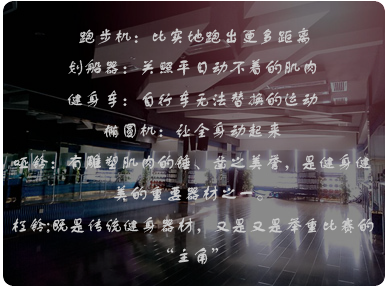 跑步机：比实地跑出更多距离
划船器：关照平日动不着的肌肉
健身车：自行车无法替换的运动
椭圆机：让全身动起来
哑铃：有雕塑肌肉的锤、凿之美誉，是健身健
美的重要器材之一。
杠铃:既是传统健身器材，又是又是举重比赛的
“主角”